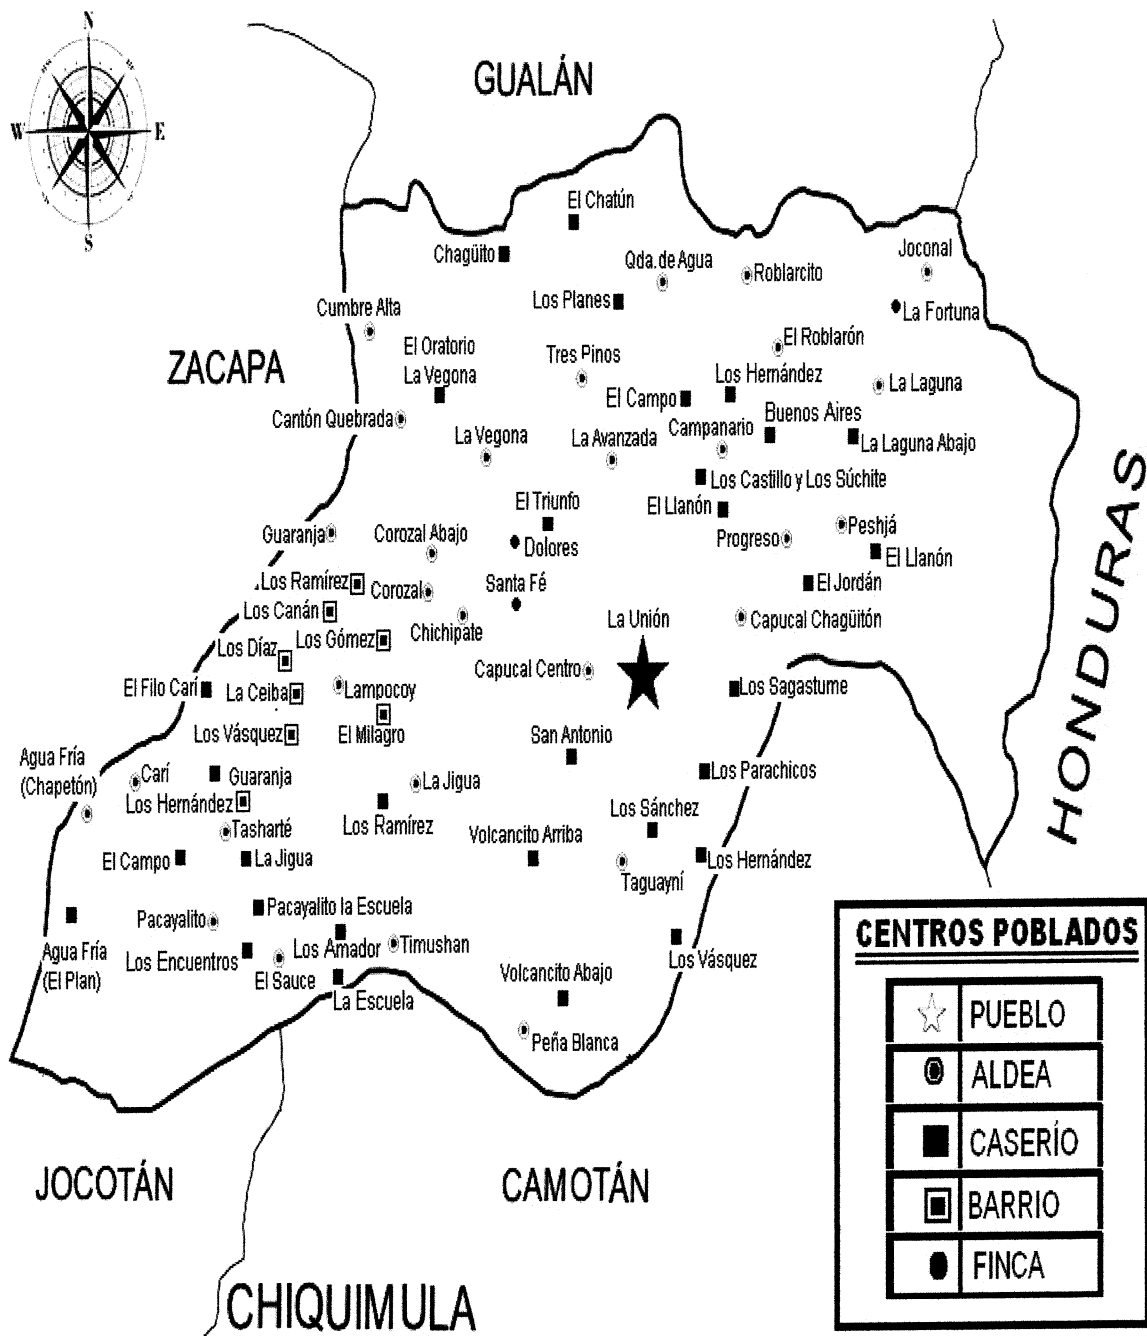 N
GUALÁN
W
E
S
El Chatún
Chagüito
Qda. de Agua
Roblarcito
Joconal
Los Planes
La Fortuna
Cumbre Alta
El Oratorio
La Vegona
ZACAPA
Tres Pinos
El Roblarón
Los Hernández
La Laguna
El Campo
Cantón Quebrada
La Vegona
La Avanzada
Campanario
Buenos Aires
La Laguna Abajo
Los Castillo y Los Súchite
El Triunfo
El Llanón
HONDURAS
Guaranja
Corozal Abajo
Dolores
Progreso
Peshjá
El Llanón
Los Ramírez
Corozal
Santa Fé
El Jordán
Los Canán
Chichipate
La Unión
Capucal Chagüitón
Los Díaz
Los Gómez
Capucal Centro
El Filo Carí
La Ceiba
Lampocoy
Los Sagastume
Los Vásquez
El Milagro
San Antonio
Agua Fría
(Chapetón)
Carí
Guaranja
La Jigua
Los Parachicos
Los Hernández
Los Ramírez
Los Sánchez
Tasharté
Volcancito Arriba
El Campo
La Jigua
Los Hernández
Taguayní
Pacayalito la Escuela
Pacayalito
Agua Fría
(El Plan)
Los Encuentros
Los Amador
Timushan
Los Vásquez
El Sauce
La Escuela
Volcancito Abajo
Peña Blanca
JOCOTÁN
CAMOTÁN
CHIQUIMULA
CENTROS POBLADOS
PUEBLO
ALDEA
CASERÍO
BARRIO
FINCA